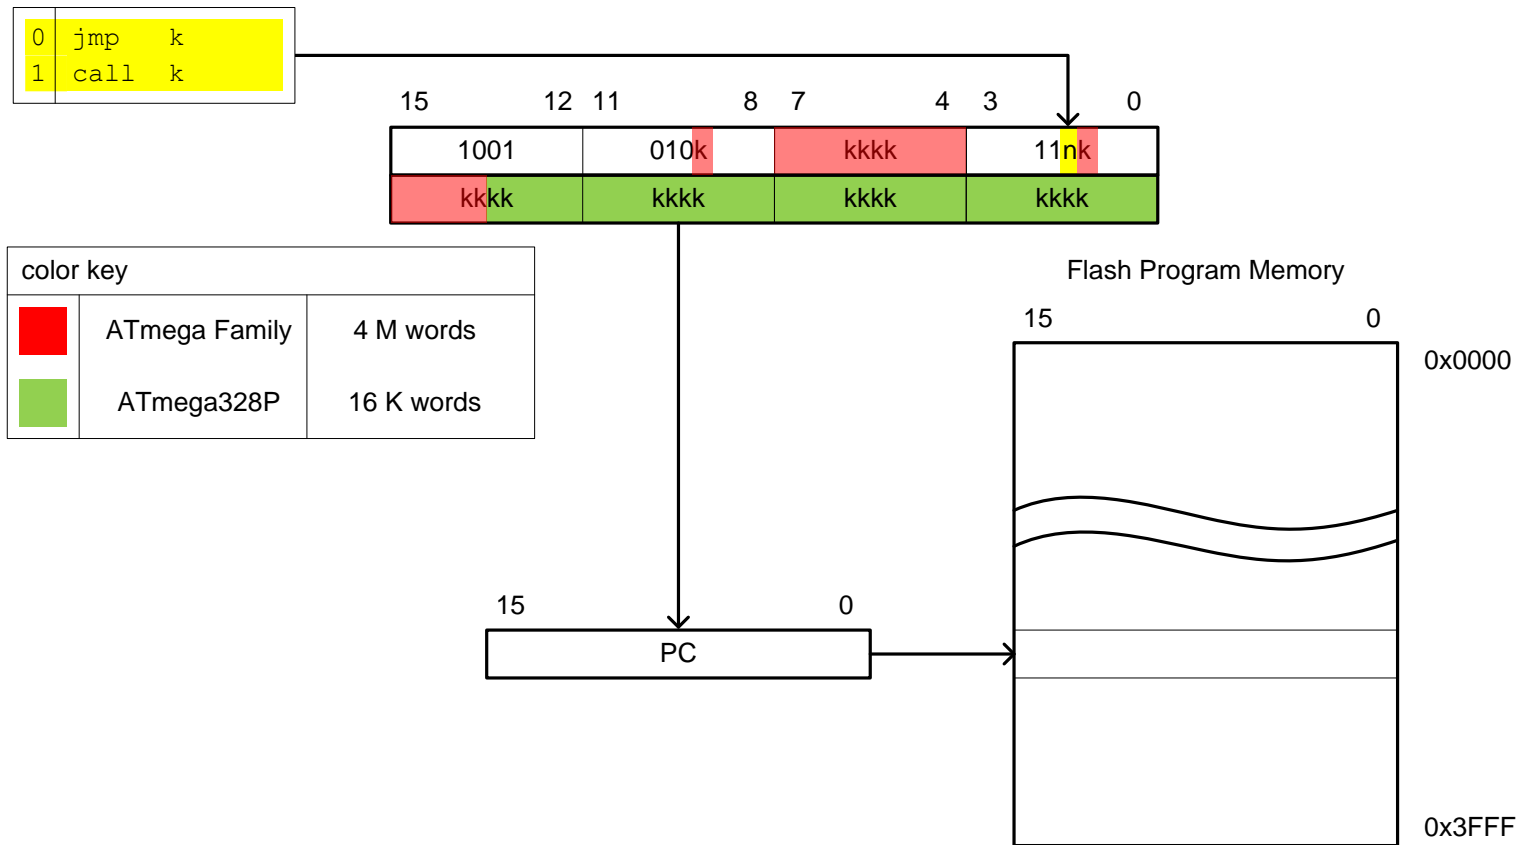 0 jmp k
1 call k
15 12 11 8 7 4 3 0
1001 010k kkkk 11nk
kkkk kkkk kkkk kkkk
color key
ATmega Family 4 M words
ATmega328P 16 K words
Flash Program Memory
15 0
0x0000
15 0
PC
0x3FFF